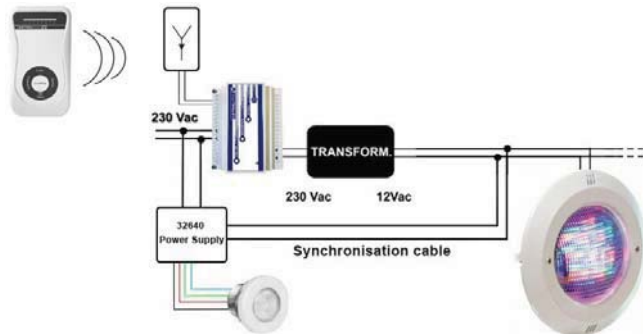 230 Vac
TRANSFORM.
230 Vac
12Vac
32640
Power Supply
Synchronisation cable